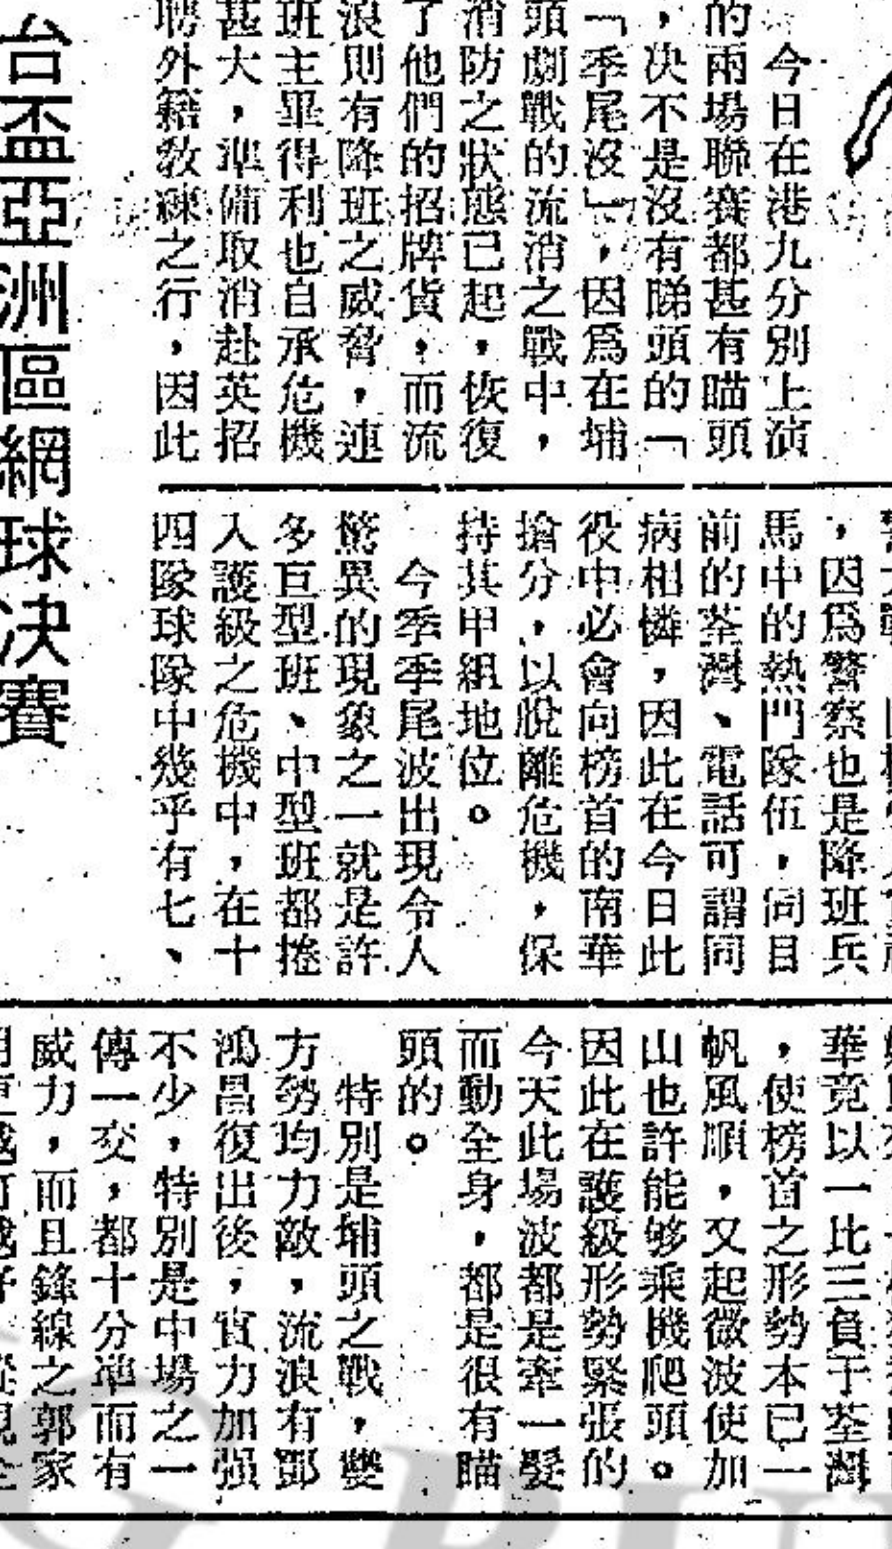 今日在港九分別上演
的兩場聯賽都甚有瞄頭
,决不是沒有睇頭的「
「季尾沒」,因爲在埔
頭劇戰的流消之戰中,
消防之狀態已起,恢復
了他們的招牌貨,而流
浪則有降班之威脅,連
班主畢得利也自承危機
甚大,準備取消赴英招
聘外籍敎練之行,因此
,因爲警察也是降班兵
馬中的熱門隊伍,同目
前的荃灣、電話可謂同
病相憐,因此在今日此
役中必會向榜首的南華
搶分,以脫離危機,保
持其甲組地位。
今季季尾波出現令人
驚異的現象之一就是許
多巨型班、中型班都捲
入護級之危機中,在十
四隊球隊中幾乎有七、
華竟以一比三負于荃灣
,使榜首之形勢本已一
帆風順,又起微波使加
山也許能够乘機爬頭。
因此在護級形勢緊張的
今天此場波都是牽一髮
而動全身,都是很有瞄
頭的。
特別是埔頭之戰,雙
方勢均力敵,流浪有鄧
鴻昌復出後,實力加强
不少,特別是中場之一
傳一交,都十分準而有
威力,而且鋒線之郭家
台盃亞洲區網球决賽